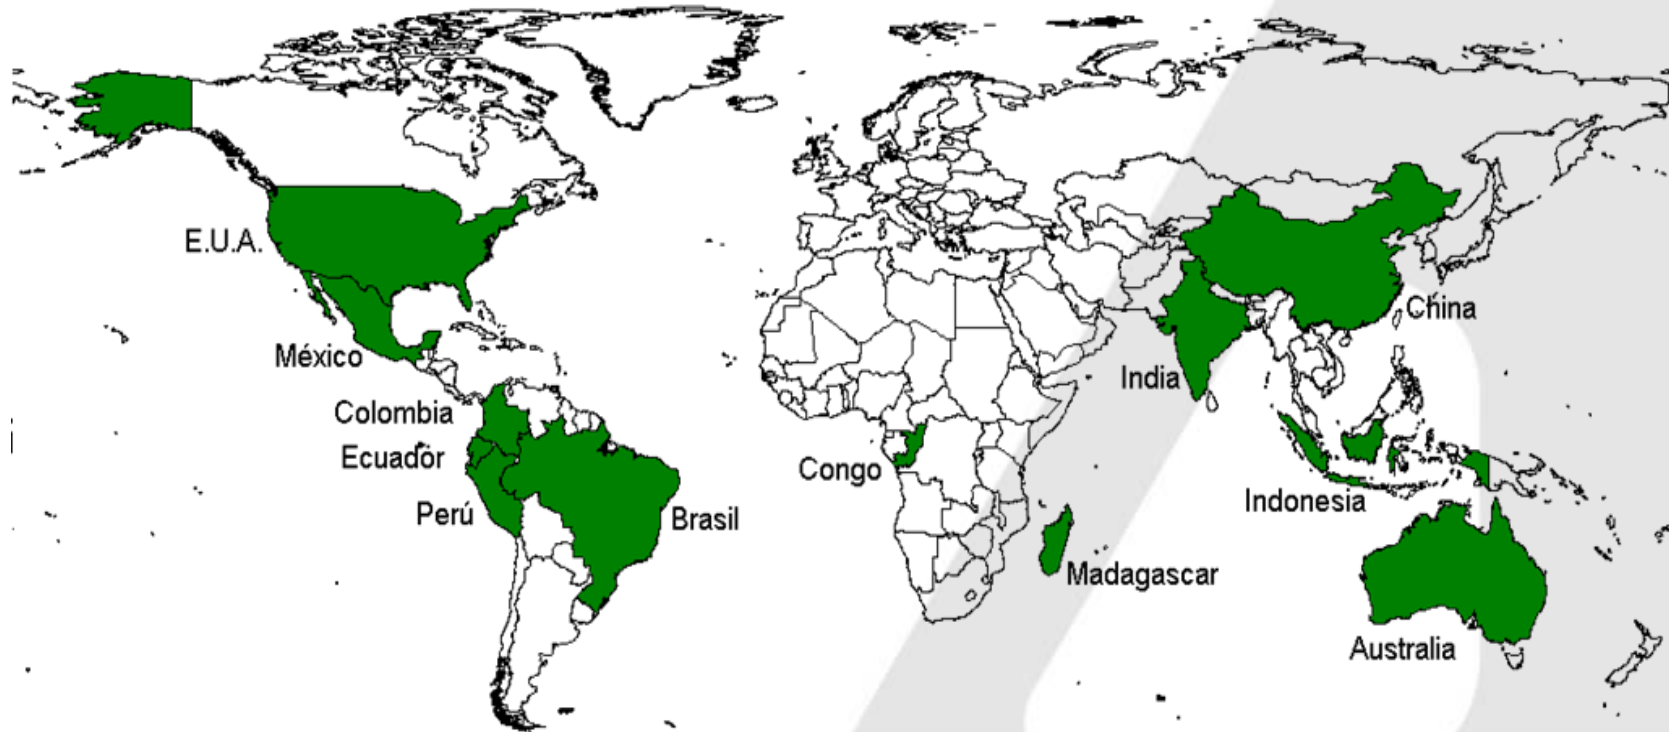 E.U.A.
México
Colombia
Ecuador
Perú
Brasil
Congo
Madagascar
China
India
Indonesia
Australia